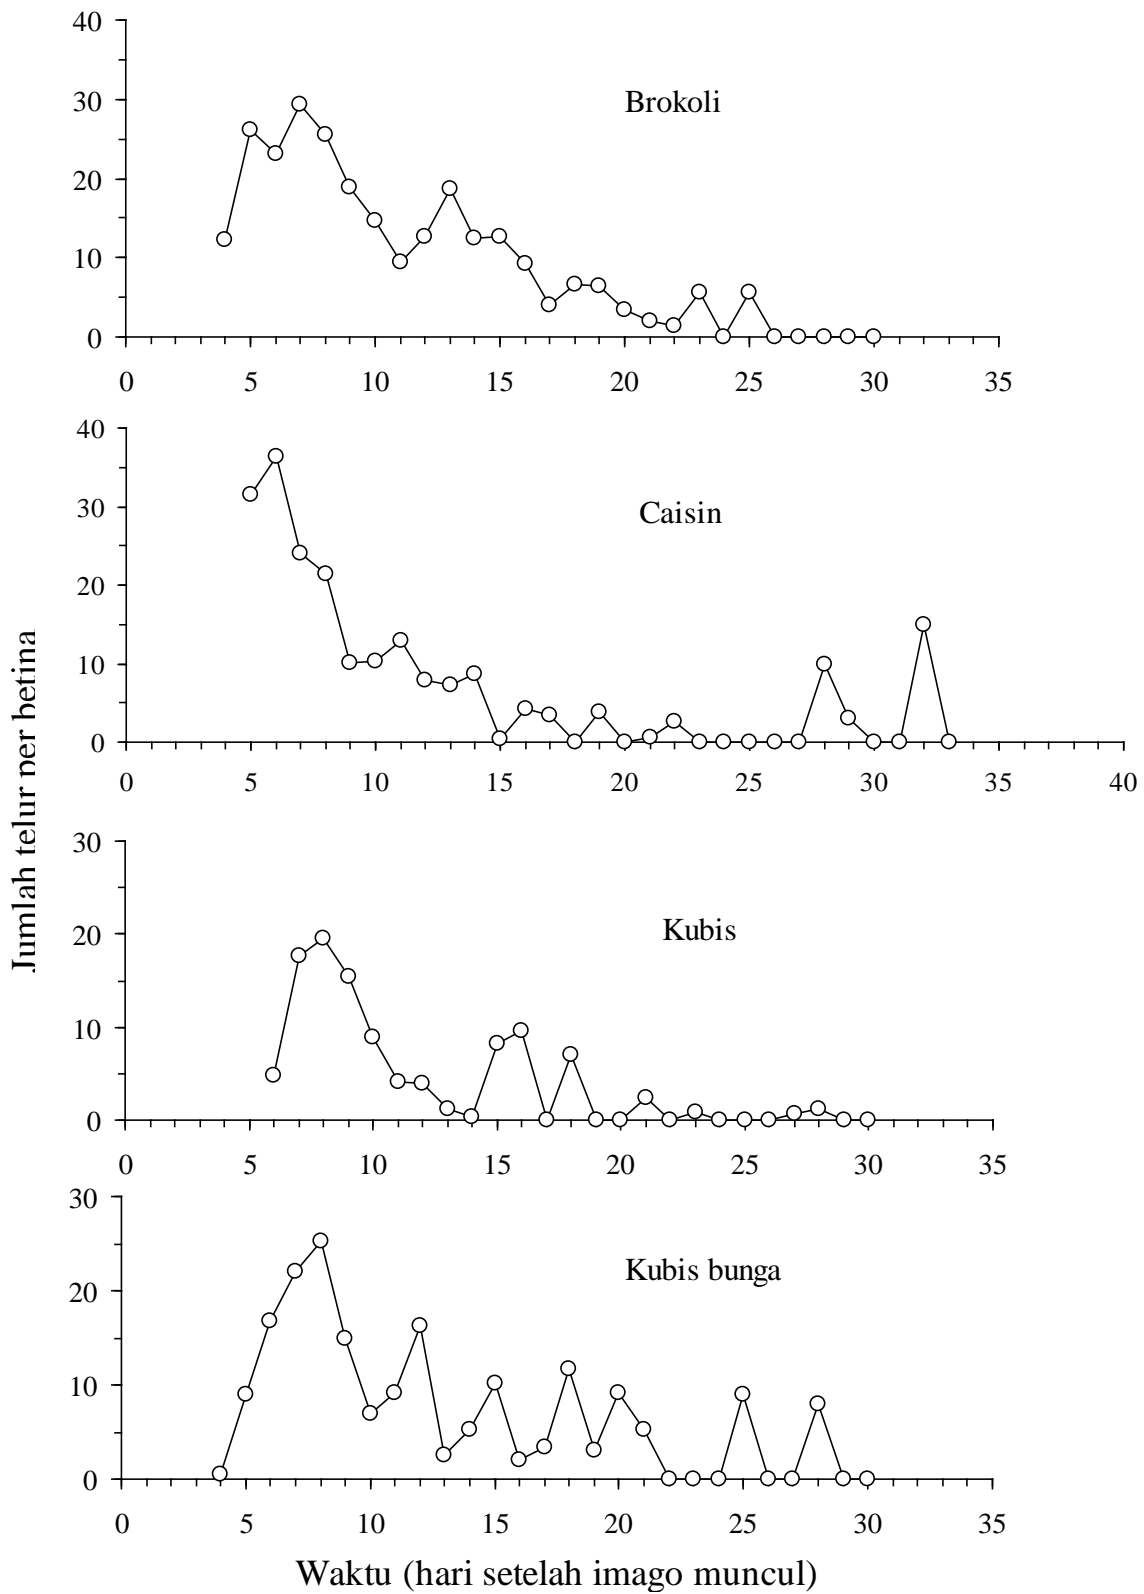 40
30
20
10
0
Brokoli
0 5 10 15 20 25 30 35
40
30
20
10
0
Caisin
0 5 10 15 20 25 30 35 40
Jumlah telur per betina
30
20
10
0
Kubis
0 5 10 15 20 25 30 35
30
20
10
0
Kubis bunga
0 5 10 15 20 25 30 35
Waktu (hari setelah imago muncul)